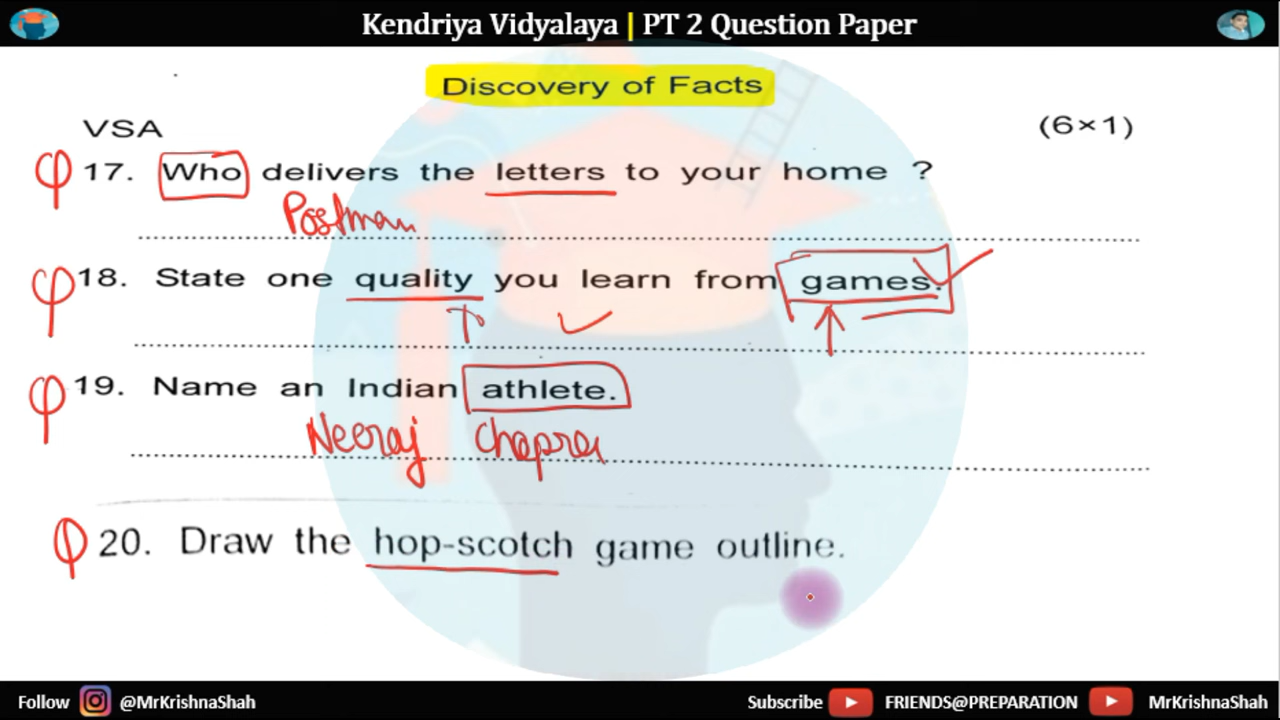 Kendriya Vidyalaya | PT 2 Question Paper
Discovery of Facts
VSA (6×1)
17. Who delivers the letters to your home ?
Postman
18. State one quality you learn from games.
19. Name an Indian athlete.
Neeraj Chopra
20. Draw the hop-scotch game outline.
Follow @MrKrishnaShah Subscribe FRIENDS@PREPARATION MrKrishnaShah